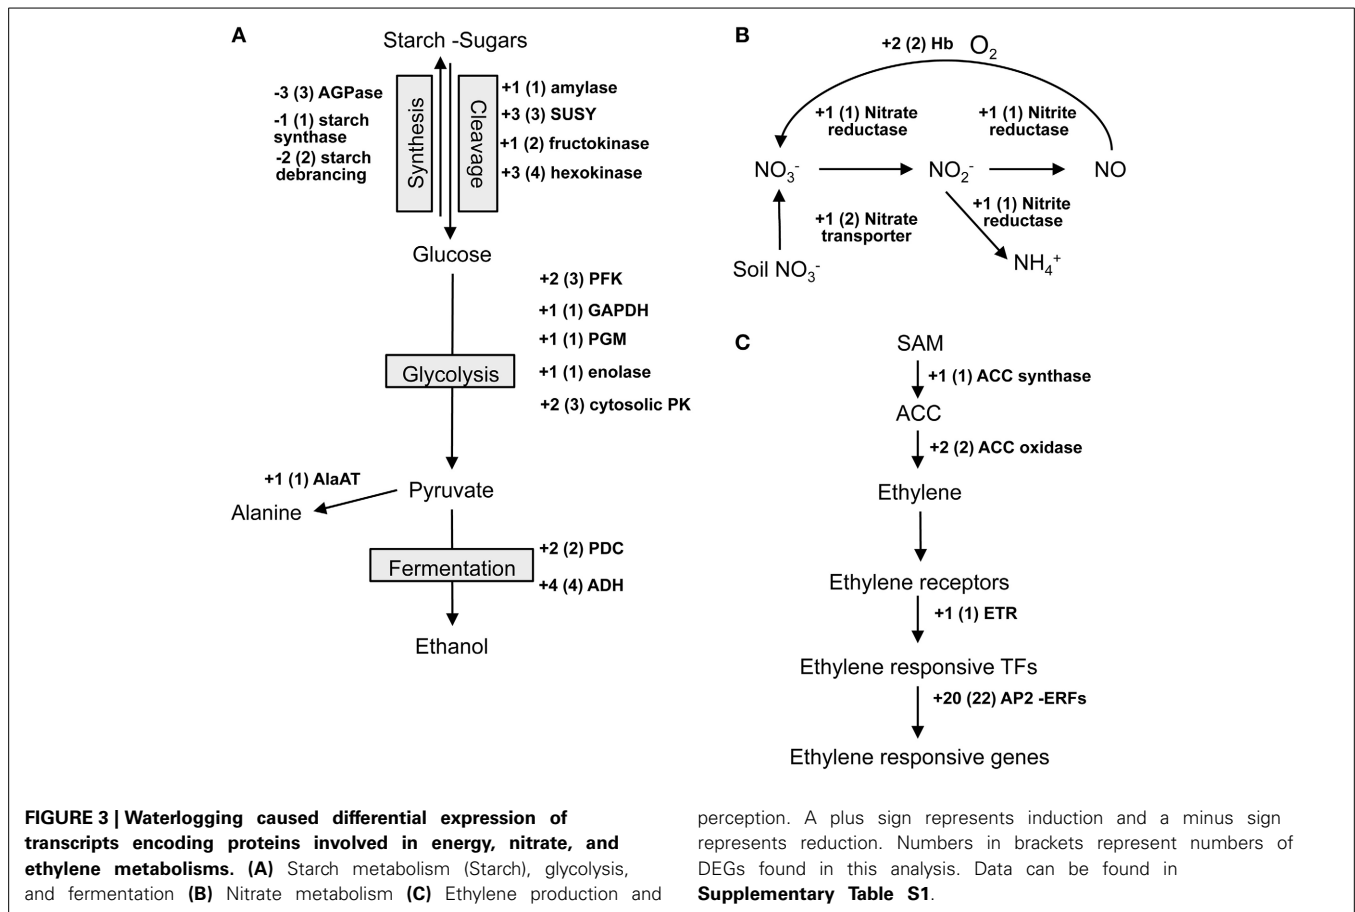 A
Starch -Sugars
-3 (3) AGPase
-1 (1) starch
synthase
-2 (2) starch
debrancing
Synthesis
Cleavage
+1 (1) amylase
+3 (3) SUSY
+1 (2) fructokinase
+3 (4) hexokinase
Glucose
+2 (3) PFK
+1 (1) GAPDH
+1 (1) PGM
Glycolysis
+1 (1) enolase
+2 (3) cytosolic PK
+1 (1) AlaAT
Pyruvate
Alanine
+2 (2) PDC
Fermentation
+4 (4) ADH
Ethanol
B
+2 (2) Hb O₂
+1 (1) Nitrate
reductase
+1 (1) Nitrite
reductase
NO₃⁻
NO₂⁻
NO
+1 (2) Nitrate
transporter
+1 (1) Nitrite
reductase
Soil NO₃⁻
NH₄⁺
C
SAM
+1 (1) ACC synthase
ACC
+2 (2) ACC oxidase
Ethylene
Ethylene receptors
+1 (1) ETR
Ethylene responsive TFs
+20 (22) AP2 -ERFs
Ethylene responsive genes
FIGURE 3 | Waterlogging caused differential expression of
transcripts encoding proteins involved in energy, nitrate, and
ethylene metabolisms. (A) Starch metabolism (Starch), glycolysis,
and fermentation (B) Nitrate metabolism (C) Ethylene production and
perception. A plus sign represents induction and a minus sign
represents reduction. Numbers in brackets represent numbers of
DEGs found in this analysis. Data can be found in
Supplementary Table S1.